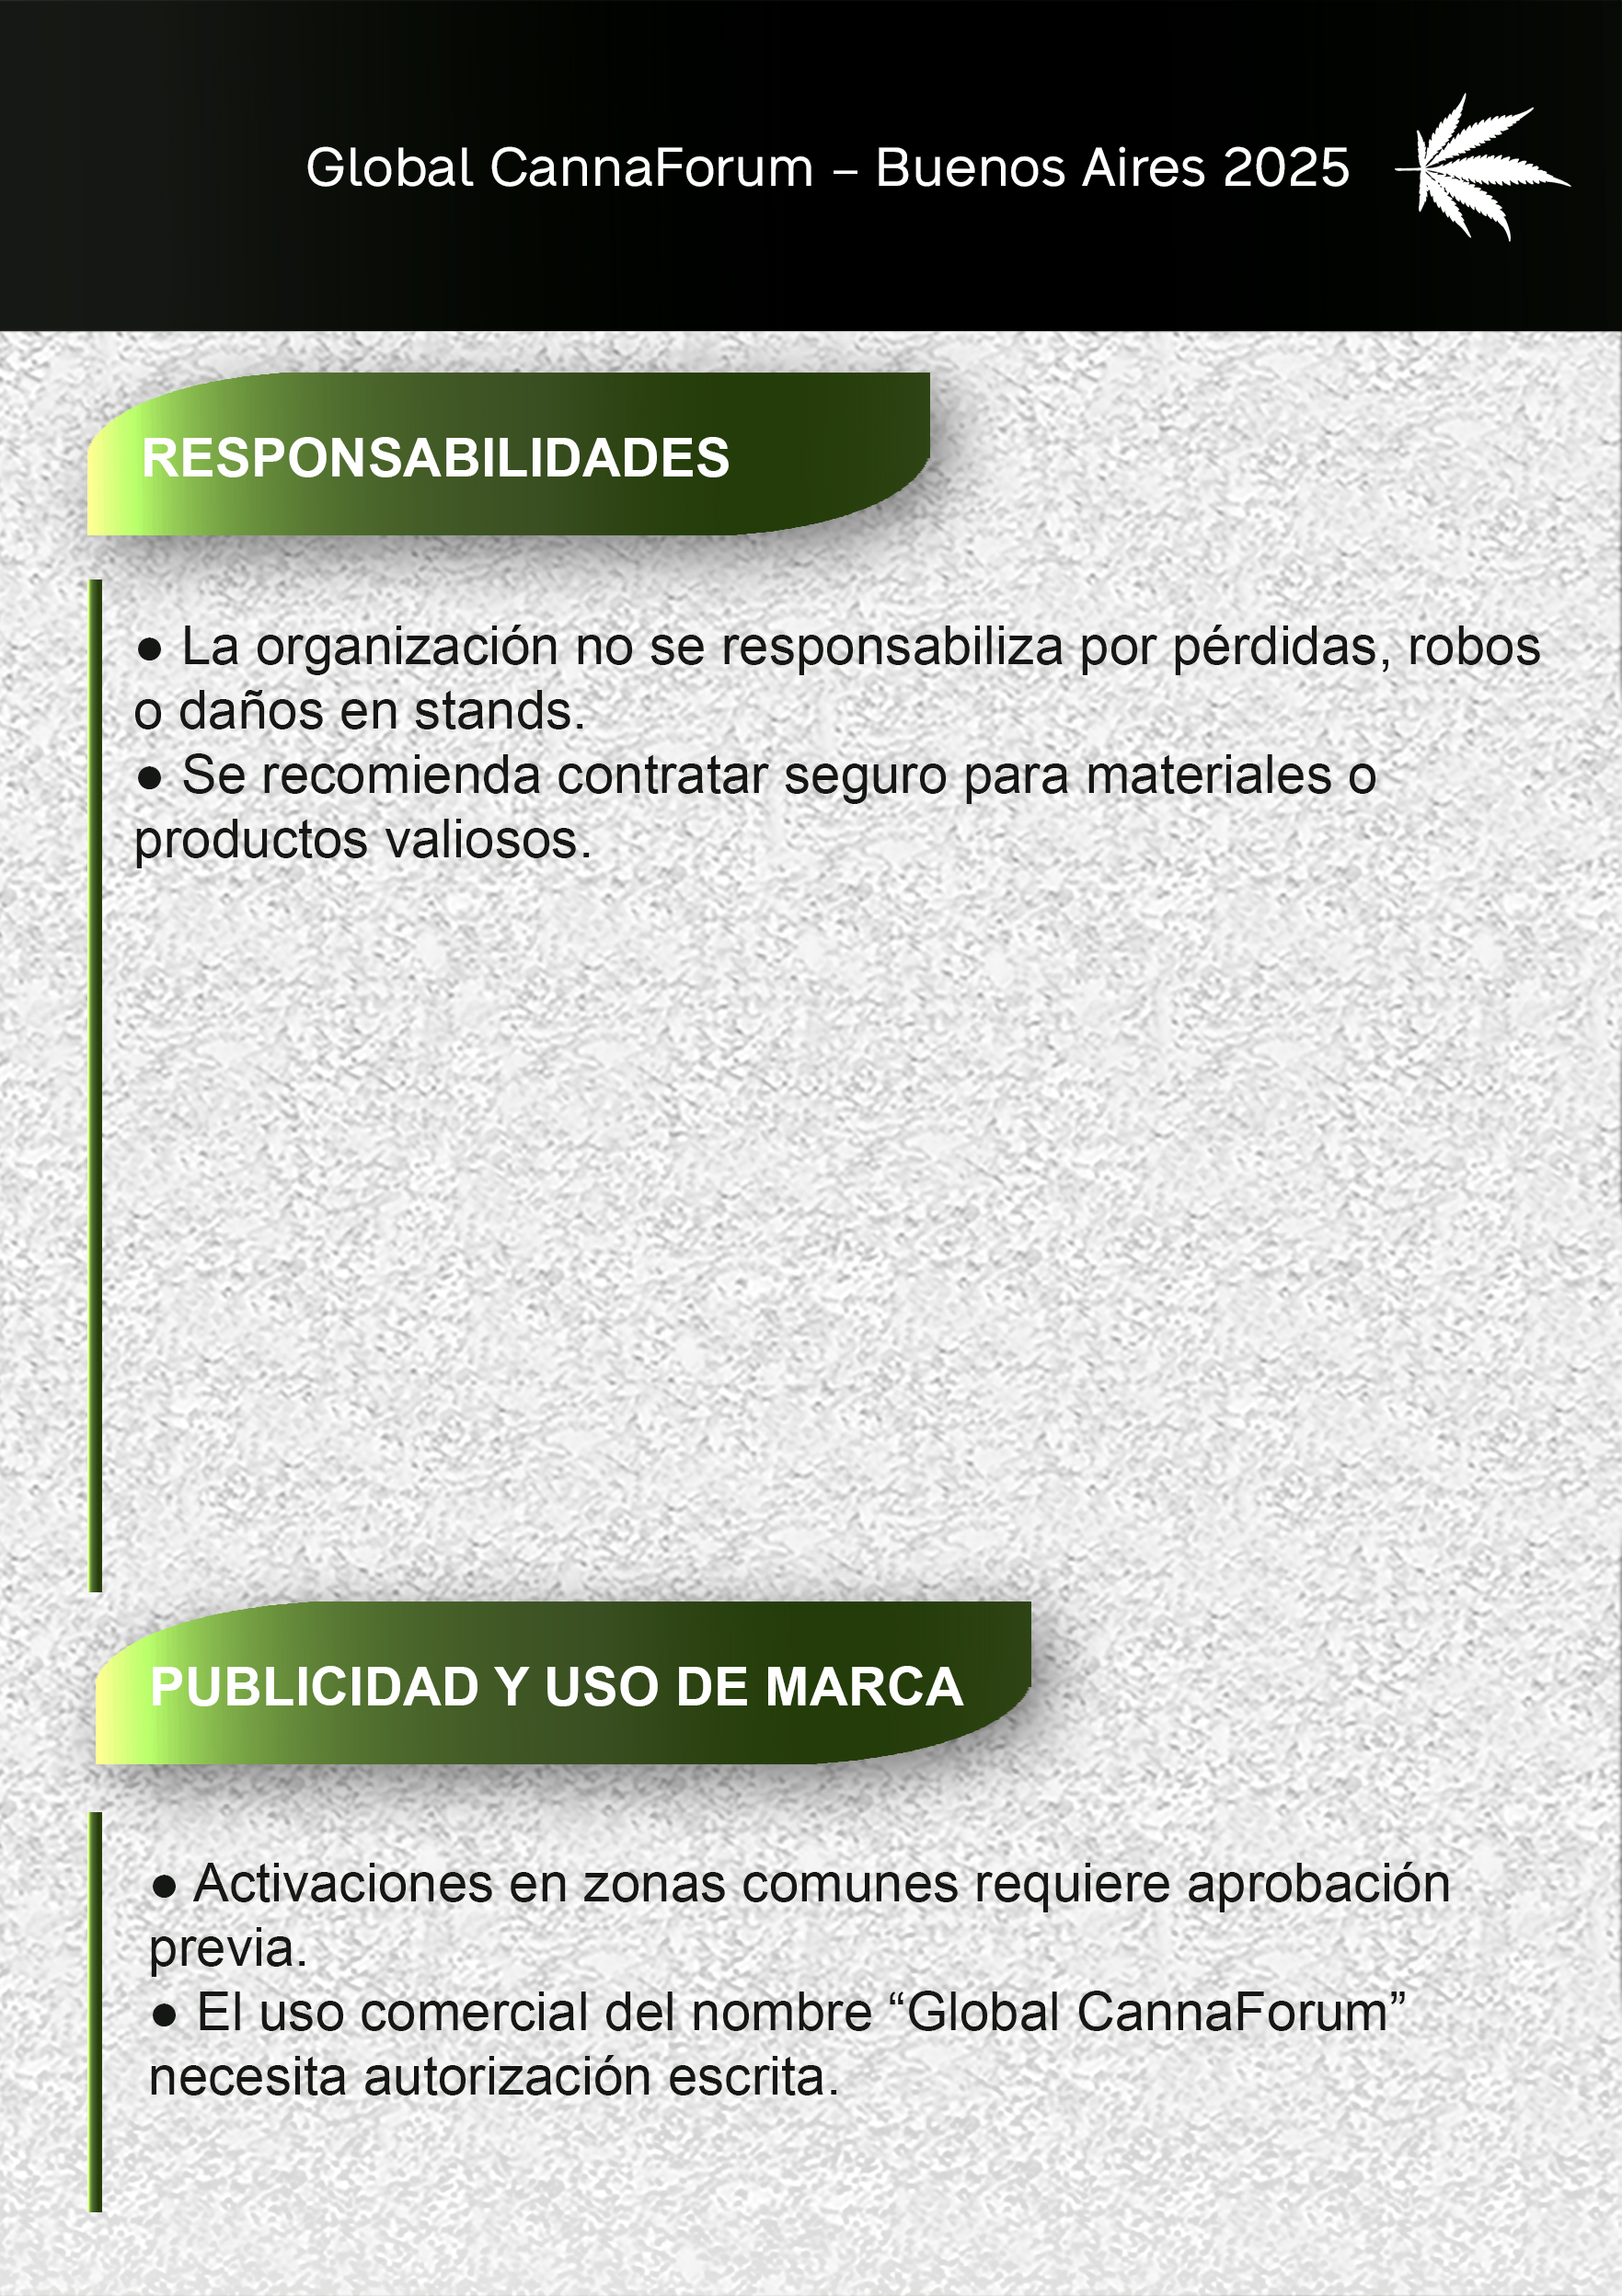 Global CannaForum – Buenos Aires 2025
RESPONSABILIDADES
● La organización no se responsabiliza por pérdidas, robos
o daños en stands.
● Se recomienda contratar seguro para materiales o
productos valiosos.
PUBLICIDAD Y USO DE MARCA
● Activaciones en zonas comunes requiere aprobación
previa.
● El uso comercial del nombre “Global CannaForum”
necesita autorización escrita.